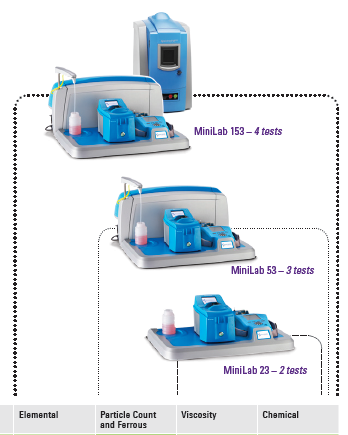 MiniLab 153 – 4 tests
MiniLab 53 – 3 tests
MiniLab 23 – 2 tests
Elemental
Particle Count
and Ferrous
Viscosity
Chemical